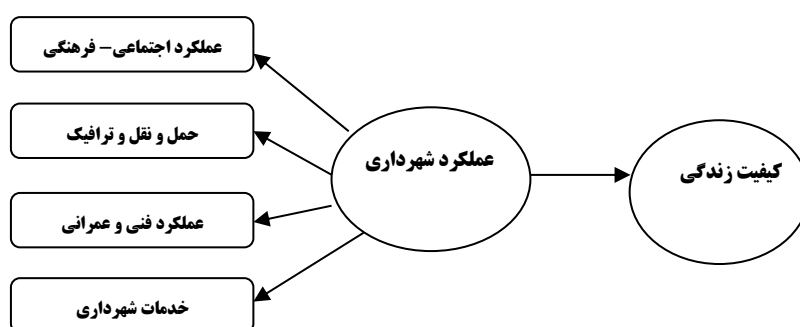 عملکرد اجتماعی- فرهنگی
حمل و نقل و ترافیک
عملکرد فنی و عمرانی
خدمات شهرداری
عملکرد شهرداری
کیفیت زندگی